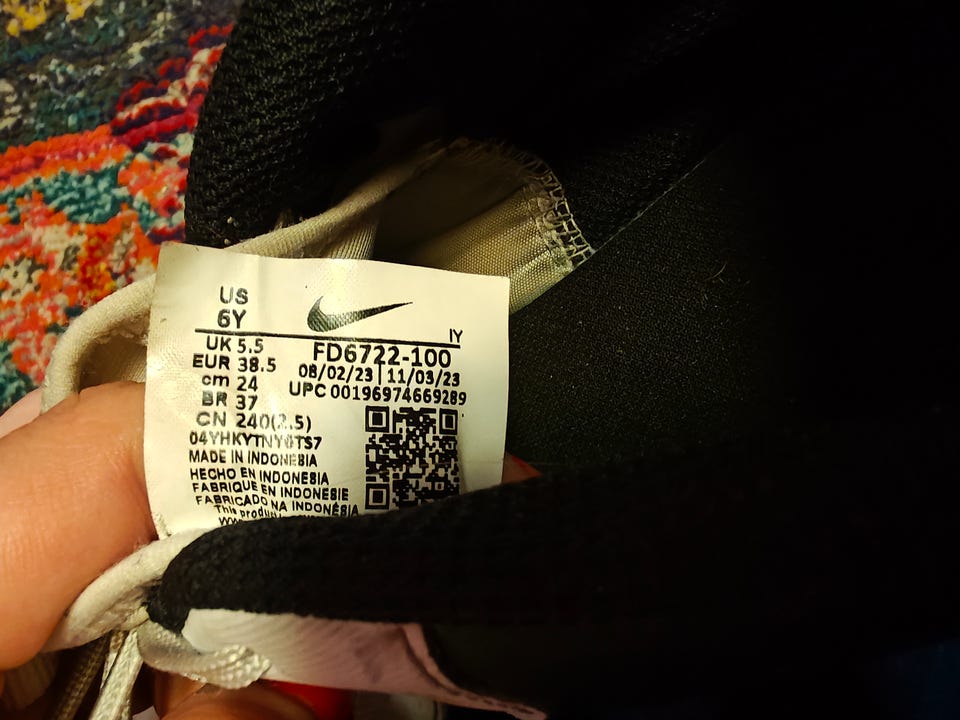 US
6Y
IY
UK 5.5
EUR 38.5
cm 24
BR 37
CN 240(2.5)
FD6722-100
08/02/23 | 11/03/23
UPC 00196974669289
MADE IN INDONESIA
HECHO EN INDONESIA
FABRIQUE EN INDONESIE
FABRICADO NA INDONÉSIA
This